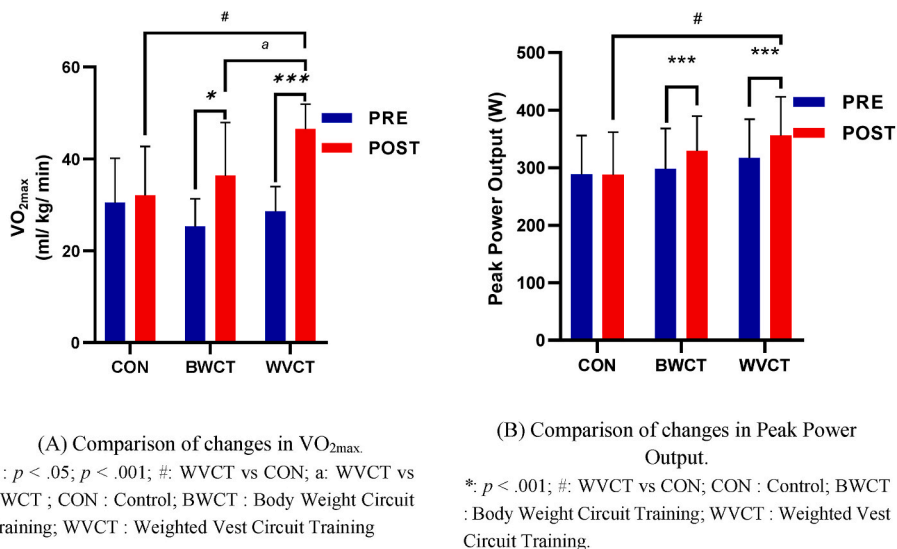 #
a
60
***
*
PRE
POST
40
20
0
VO2max
(ml/ kg/ min)
CON BWCT WVCT
(A) Comparison of changes in VO2max.
: p < .05; p < .001; #: WVCT vs CON; a: WVCT vs
WCT ; CON : Control; BWCT : Body Weight Circuit
raining; WVCT : Weighted Vest Circuit Training
#
500
***
***
PRE
POST
400
300
200
100
0
Peak Power Output (W)
CON BWCT WVCT
(B) Comparison of changes in Peak Power
Output.
*: p < .001; #: WVCT vs CON; CON : Control; BWCT
: Body Weight Circuit Training; WVCT : Weighted Vest
Circuit Training.